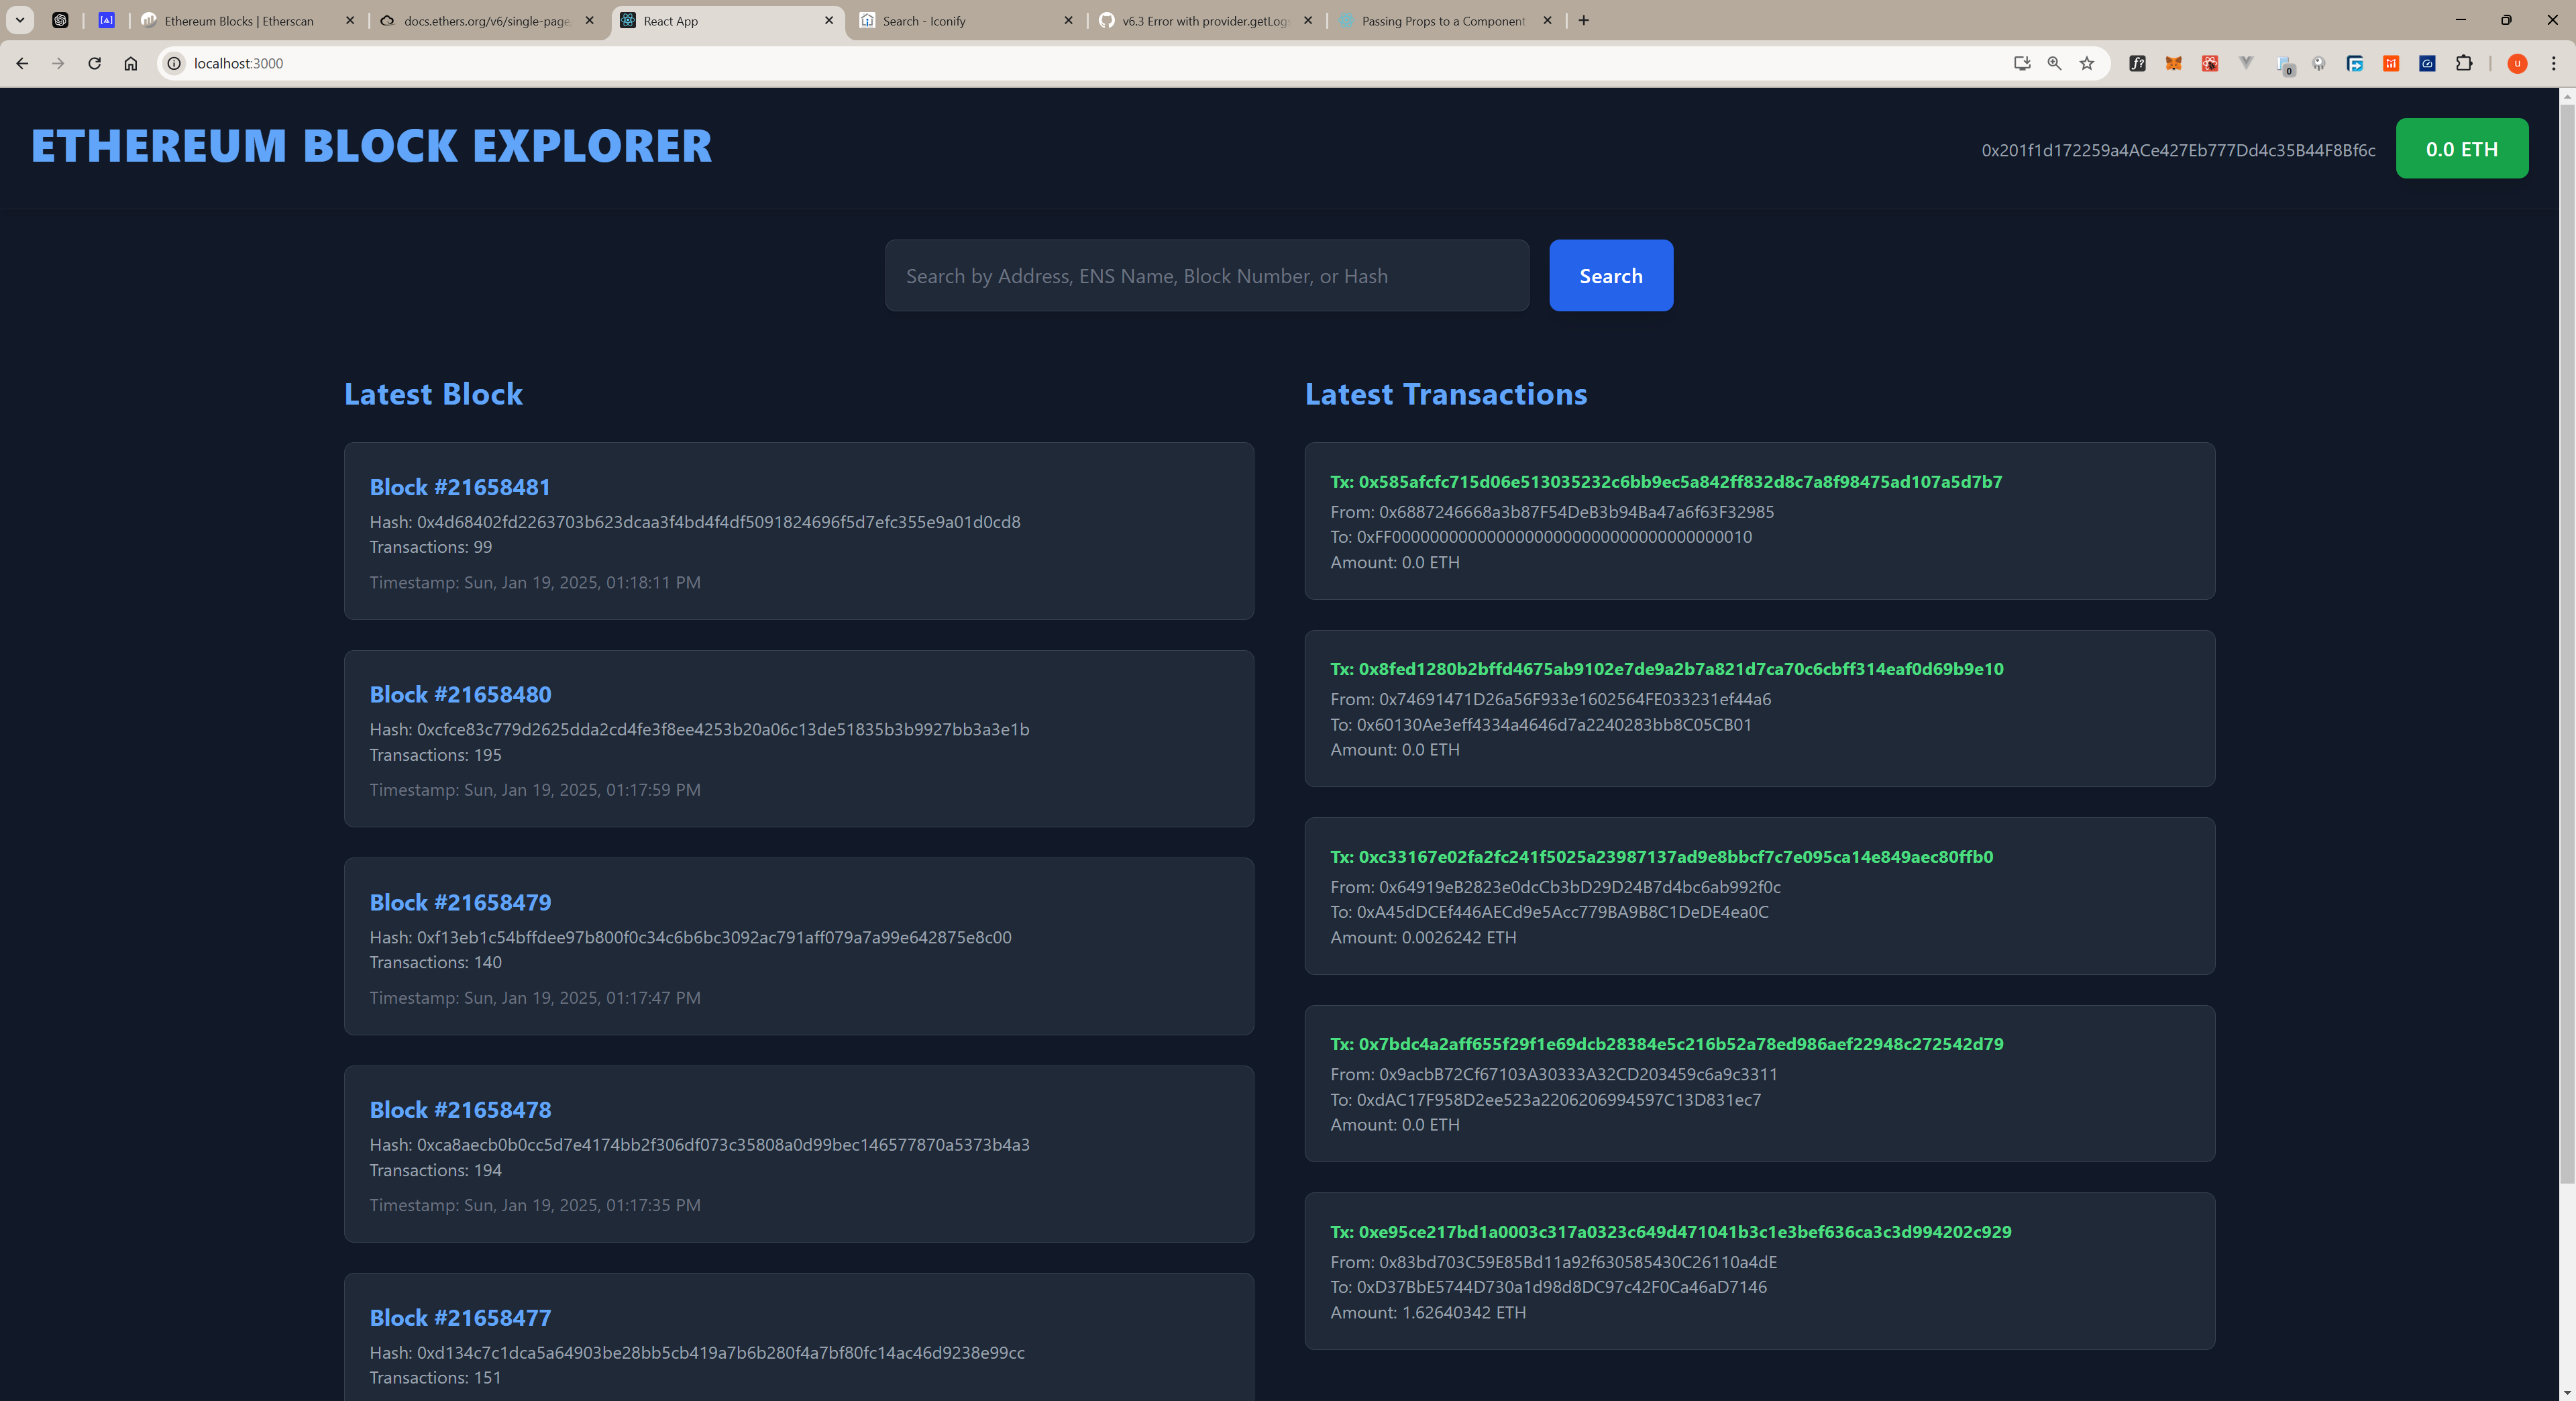 Ethereum Blocks | Etherscan
docs.ethers.org/v6/single-page
React App
Search - Iconify
v6.3 Error with provider.getLogs
Passing Props to a Component
localhost:3000
0
u
ETHEREUM BLOCK EXPLORER
0x201f1d172259a4ACe427Eb777Dd4c35B44F8Bf6c
0.0 ETH
Search by Address, ENS Name, Block Number, or Hash
Search
Latest Block
Block #21658481
Hash: 0x4d68402fd2263703b623dcaa3f4bd4f4df5091824696f5d7efc355e9a01d0cd8
Transactions: 99
Timestamp: Sun, Jan 19, 2025, 01:18:11 PM
Block #21658480
Hash: 0xcfce83c779d2625dda2cd4fe3f8ee4253b20a06c13de51835b3b9927bb3a3e1b
Transactions: 195
Timestamp: Sun, Jan 19, 2025, 01:17:59 PM
Block #21658479
Hash: 0xf13eb1c54bffdee97b800f0c34c6b6bc3092ac791aff079a7a99e642875e8c00
Transactions: 140
Timestamp: Sun, Jan 19, 2025, 01:17:47 PM
Block #21658478
Hash: 0xca8aecb0b0cc5d7e4174bb2f306df073c35808a0d99bec146577870a5373b4a3
Transactions: 194
Timestamp: Sun, Jan 19, 2025, 01:17:35 PM
Block #21658477
Hash: 0xd134c7c1dca5a64903be28bb5cb419a7b6b280f4a7bf80fc14ac46d9238e99cc
Transactions: 151
Latest Transactions
Tx: 0x585afcfc715d06e513035232c6bb9ec5a842ff832d8c7a8f98475ad107a5d7b7
From: 0x6887246668a3b87F54DeB3b94Ba47a6f63F32985
To: 0xFF00000000000000000000000000000000000010
Amount: 0.0 ETH
Tx: 0x8fed1280b2bffd4675ab9102e7de9a2b7a821d7ca70c6cbff314eaf0d69b9e10
From: 0x74691471D26a56F933e1602564FE033231ef44a6
To: 0x60130Ae3eff4334a4646d7a2240283bb8C05CB01
Amount: 0.0 ETH
Tx: 0xc33167e02fa2fc241f5025a23987137ad9e8bbcf7c7e095ca14e849aec80ffb0
From: 0x64919eB2823e0dcCb3bD29D24B7d4bc6ab992f0c
To: 0xA45dDCEf446AECd9e5Acc779BA9B8C1DeDE4ea0C
Amount: 0.0026242 ETH
Tx: 0x7bdc4a2aff655f29f1e69dcb28384e5c216b52a78ed986aef22948c272542d79
From: 0x9acbB72Cf67103A30333A32CD203459c6a9c3311
To: 0xdAC17F958D2ee523a2206206994597C13D831ec7
Amount: 0.0 ETH
Tx: 0xe95ce217bd1a0003c317a0323c649d471041b3c1e3bef636ca3c3d994202c929
From: 0x83bd703C59E85Bd11a92f630585430C26110a4dE
To: 0xD37BbE5744D730a1d98d8DC97c42F0Ca46aD7146
Amount: 1.62640342 ETH